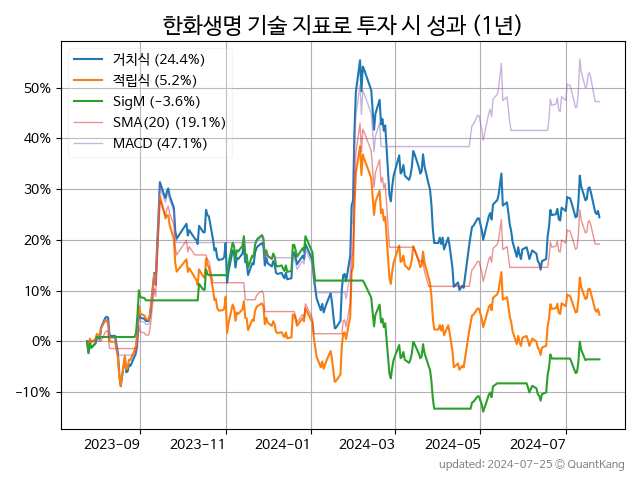 한화생명 기술 지표로 투자 시 성과 (1년)
거치식 (24.4%)
적립식 (5.2%)
SigM (−3.6%)
SMA(20) (19.1%)
MACD (47.1%)
50%
40%
30%
20%
10%
0%
−10%
2023-09 2023-11 2024-01 2024-03 2024-05 2024-07
updated: 2024-07-25 © QuantKang